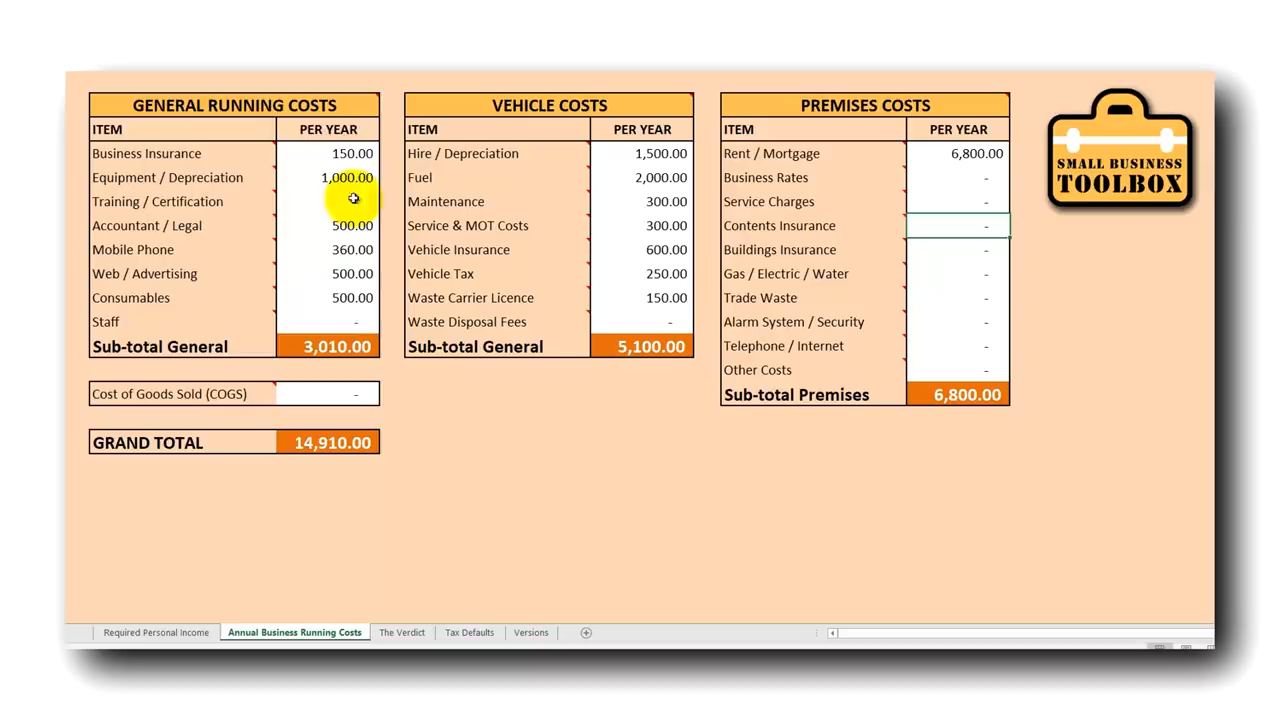 GENERAL RUNNING COSTS
ITEM PER YEAR
Business Insurance 150.00
Equipment / Depreciation 1,000.00
Training / Certification
Accountant / Legal 500.00
Mobile Phone 360.00
Web / Advertising 500.00
Consumables 500.00
Staff -
Sub-total General 3,010.00
Cost of Goods Sold (COGS) -
GRAND TOTAL 14,910.00
VEHICLE COSTS
ITEM PER YEAR
Hire / Depreciation 1,500.00
Fuel 2,000.00
Maintenance 300.00
Service & MOT Costs 300.00
Vehicle Insurance 600.00
Vehicle Tax 250.00
Waste Carrier Licence 150.00
Waste Disposal Fees -
Sub-total General 5,100.00
PREMISES COSTS
ITEM PER YEAR
Rent / Mortgage 6,800.00
Business Rates -
Service Charges -
Contents Insurance -
Buildings Insurance -
Gas / Electric / Water -
Trade Waste -
Alarm System / Security -
Telephone / Internet -
Other Costs -
Sub-total Premises 6,800.00
SMALL BUSINESS
TOOLBOX
Required Personal Income Annual Business Running Costs The Verdict Tax Defaults Versions